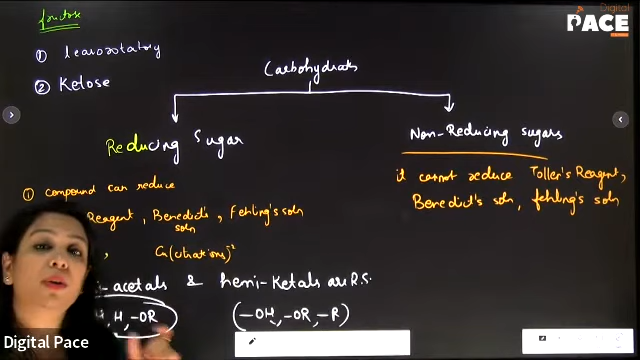 Digital
PACE
fructose
① leavorotatory
② Ketose
Carbohydrats
Reducing Sugar
Non-Reducing sugars
① compound can reduce
Reagent, Benedict's soln, Fehling's soln
Cu(citrations)⁻²
it cannot reduce Toller's Reagent,
Benedict's soln, fehling's soln
-acetals & hemi-Ketals are R.S.
H, -OR
(-OH, -OR, -R)
Digital Pace